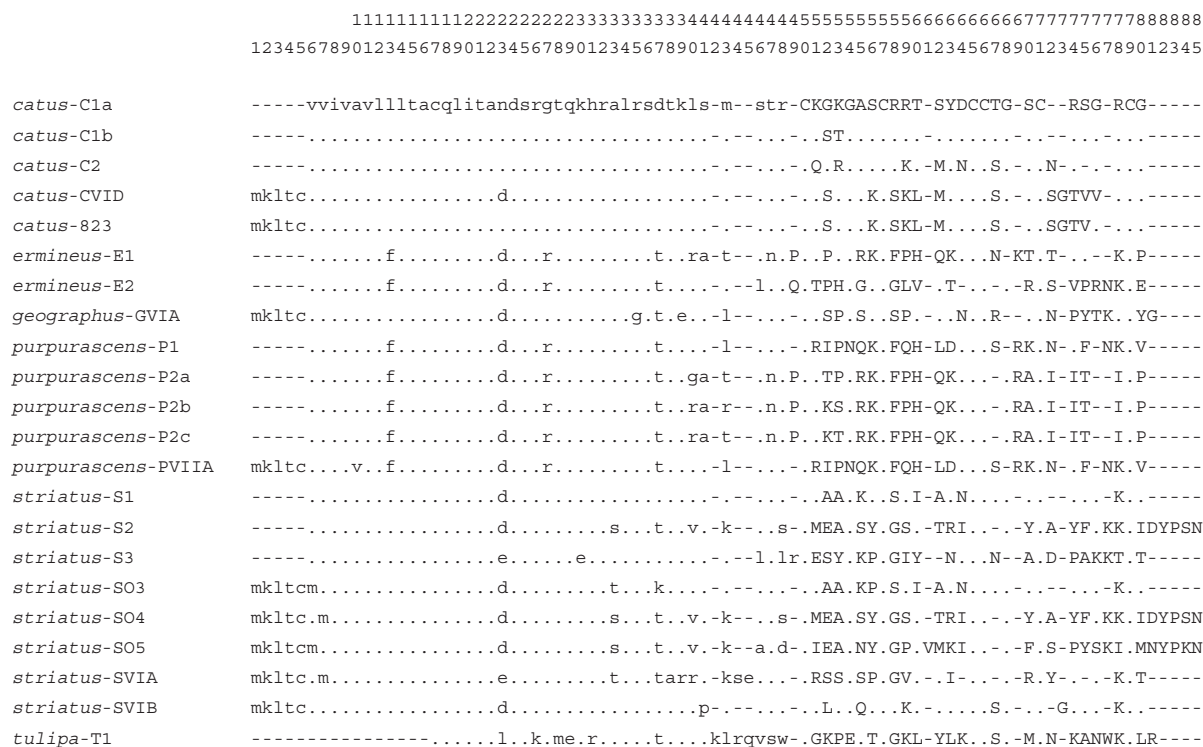 1111111111222222222233333333334444444444555555555566666666667777777777888888
1234567890123456789012345678901234567890123456789012345678901234567890123456789012345
catus-C1a -----vvivavllltacqlitandsrgtqkhralrsdtkls-m--str-CKGKGASCRRT-SYDCCTG-SC--RSG-RCG-----
catus-C1b -----....................................-.--...-..ST.......-.......-..--...-...-----
catus-C2 -----....................................-.--...-.Q.R.....K.-M.N..S.-..N-.-.-...-----
catus-CVID mkltc.................d..................-.--...-..S...K.SKL-M....S.-..SGTVV-...-----
catus-823 mkltc.................d..................-.--...-..S...K.SKL-M....S.-..SGTV.-...-----
ermineus-E1 -----.......f.........d...r.........t..ra-t--.n.P..P..RK.FPH-QK...N-KT.T-..--K.P-----
ermineus-E2 -----.......f.........d...r.........t....-.--l..Q.TPH.G..GLV-.T...-.-R.S-VPRNK.E-----
geographus-GVIA mkltc.................d...........g.t.e..-l--...-..SP.S..SP.-..N..R--..N-PYTK..YG----
purpurascens-P1 -----.......f.........d...r.........t....-l--...-.RIPNQK.FQH-LD...S-RK.N-.F-NK.V-----
purpurascens-P2a -----.......f.........d...r.........t..ga-t--.n.P..TP.RK.FPH-QK...-.RA.I-IT--I.P-----
purpurascens-P2b -----.......f.........d...r.........t..ra-r--.n.P..KS.RK.FPH-QK...-.RA.I-IT--I.P-----
purpurascens-P2c -----.......f.........d...r.........t..ra-t--.n.P..KT.RK.FPH-QK...-.RA.I-IT--I.P-----
purpurascens-PVIIA mkltc....v..f.........d...r.........t....-l--...-.RIPNQK.FQH-LD...S-RK.N-.F-NK.V-----
striatus-S1 -----.................d..................-.--...-..AA.K..S.I-A.N....-..--...-K..-----
striatus-S2 -----.................d.........s...t..v.-k--..s-.MEA.SY.GS.-TRI..-.-Y.A-YF.KK.IDYPSN
striatus-S3 -----.................e......e...........-.--l.lr.ESY.KP.GIY--N...N--A.D-PAKKT.T-----
striatus-SO3 mkltcm................d.........t...k....-.--...-..AA.KP.S.I-A.N....-..--...-K..-----
striatus-SO4 mkltc.m...............d.........s...t..v.-k--..s-.MEA.SY.GS.-TRI..-.-Y.A-YF.KK.IDYPSN
striatus-SO5 mkltcm................d.........s...t..v.-k--a.d-.IEA.NY.GP.VMKI..-.-F.S-PYSKI.MNYPKN
striatus-SVIA mkltc.m...............e.........t...tarr.-kse...-.RSS.SP.GV.-.I...-.-R.Y-.-.-K.T-----
striatus-SVIB mkltc.................d.................p-.--...-..L..Q...K.-.....S.-..--G...K..-----
tulipa-T1 ----------------......l..k.me.r.....t....klrqvsw-.GKPE.T.GKL-YLK..S.-M.N-KANWK.LR----